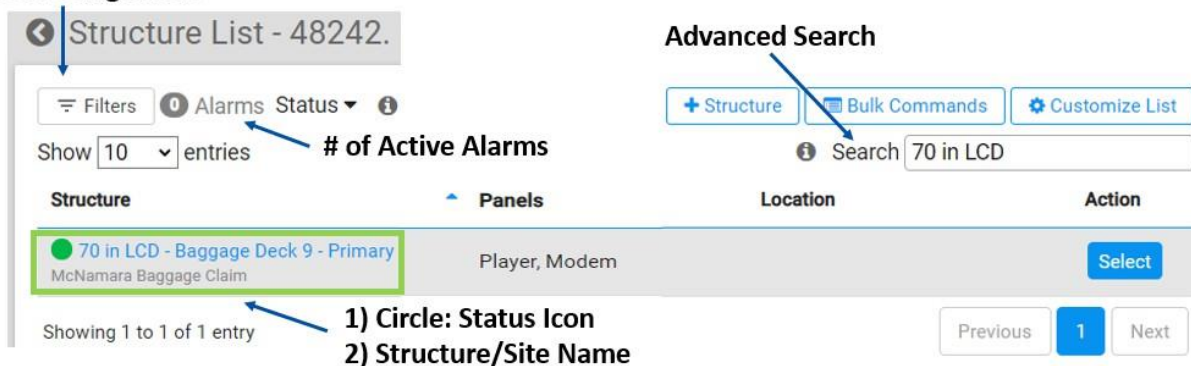 Structure List - 48242.
Advanced Search
Filters 0 Alarms Status
+ Structure Bulk Commands Customize List
# of Active Alarms
Show 10 entries
Search 70 in LCD
Structure Panels Location Action
70 in LCD - Baggage Deck 9 - Primary
McNamara Baggage Claim
Player, Modem
Select
1) Circle: Status Icon
2) Structure/Site Name
Showing 1 to 1 of 1 entry
Previous 1 Next